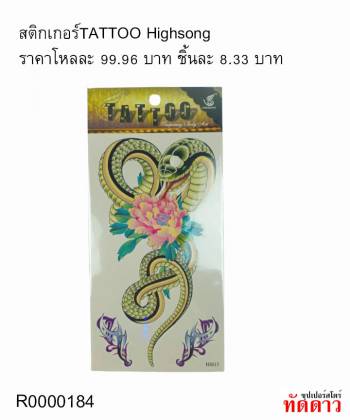 สติกเกอร์TATTOO Highsong
ราคาโหลละ 99.96 บาท ชิ้นละ 8.33 บาท
TATTOO
R0000184
ซุปเปอร์สโตร์
ทัดดาว